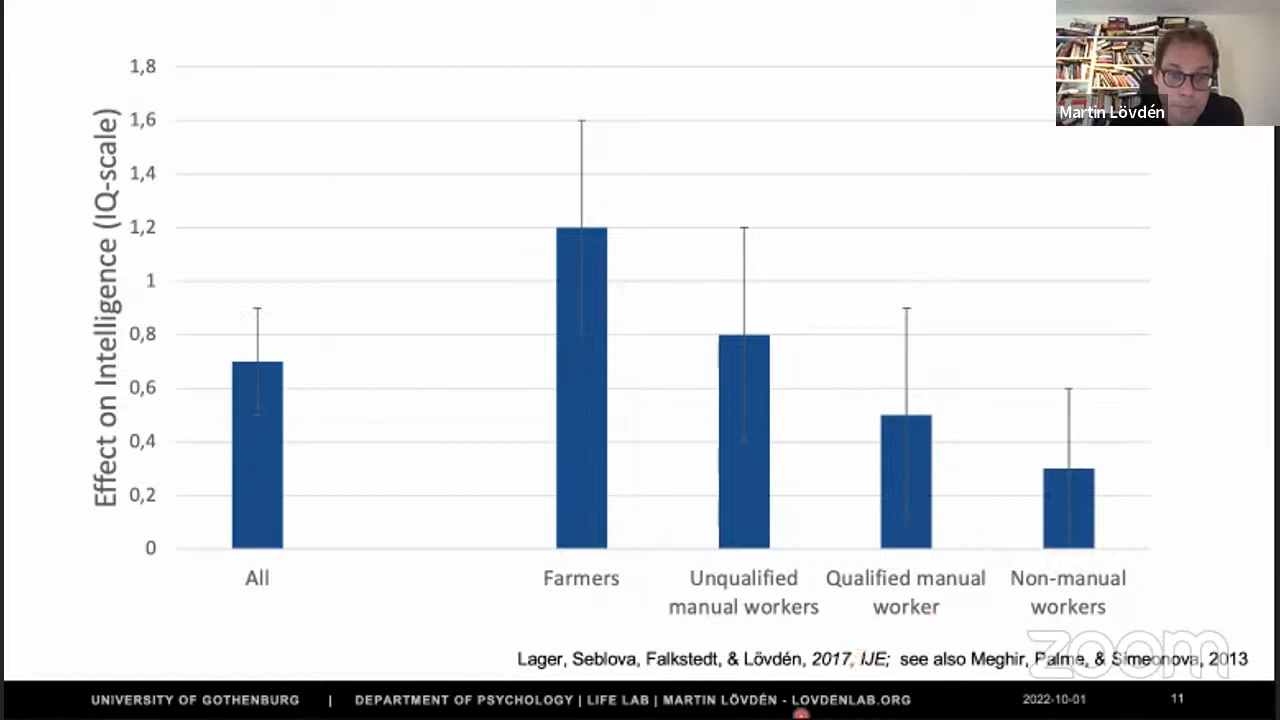 Martin Lövdén
Effect on Intelligence (IQ-scale)
1,8
1,6
1,4
1,2
1
0,8
0,6
0,4
0,2
0
All
Farmers
Unqualified
manual workers
Qualified manual
worker
Non-manual
workers
zoom
Lager, Seblova, Falkstedt, & Lövdén, 2017, IJE; see also Meghir, Palme, & Simeonova, 2013
UNIVERSITY OF GOTHENBURG | DEPARTMENT OF PSYCHOLOGY | LIFE LAB | MARTIN LÖVDÉN - LOVDENLAB.ORG 2022-10-01 11